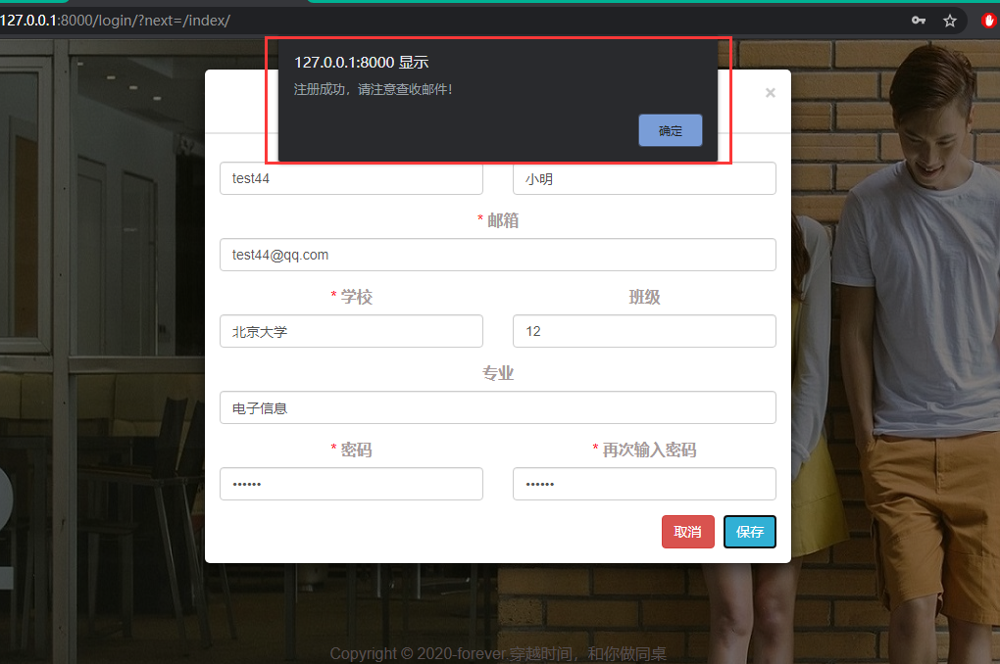 127.0.0.1:8000/login/?next=/index/
127.0.0.1:8000 显示
注册成功，请注意查收邮件!
确定
×
test44
小明
* 邮箱
test44@qq.com
* 学校
班级
北京大学
12
专业
电子信息
* 密码
* 再次输入密码
••••••
••••••
取消
保存
Copyright © 2020-forever.穿越时间，和你做同桌